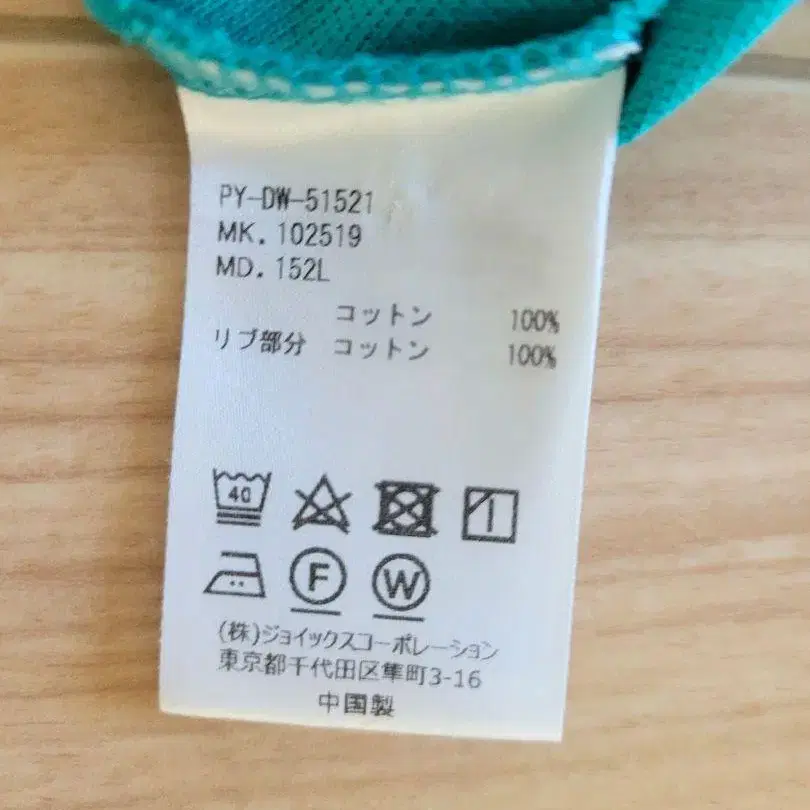 PY-DW-51521
MK. 102519
MD. 152L
コットン 100%
リブ部分 コットン 100%
40
F W
(株)ジョイックスコーポレーション
東京都千代田区隼町3-16
中国製